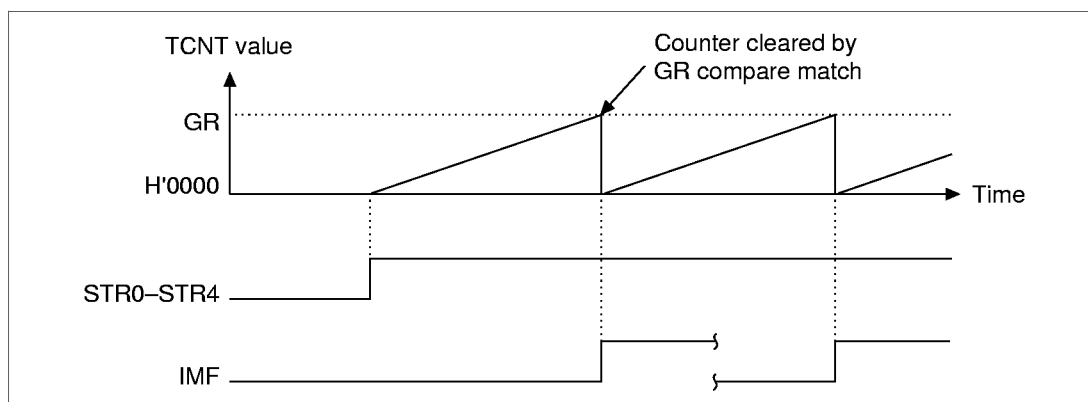 TCNT value
Counter cleared by
GR compare match
GR
H'0000
Time
STR0–STR4
IMF